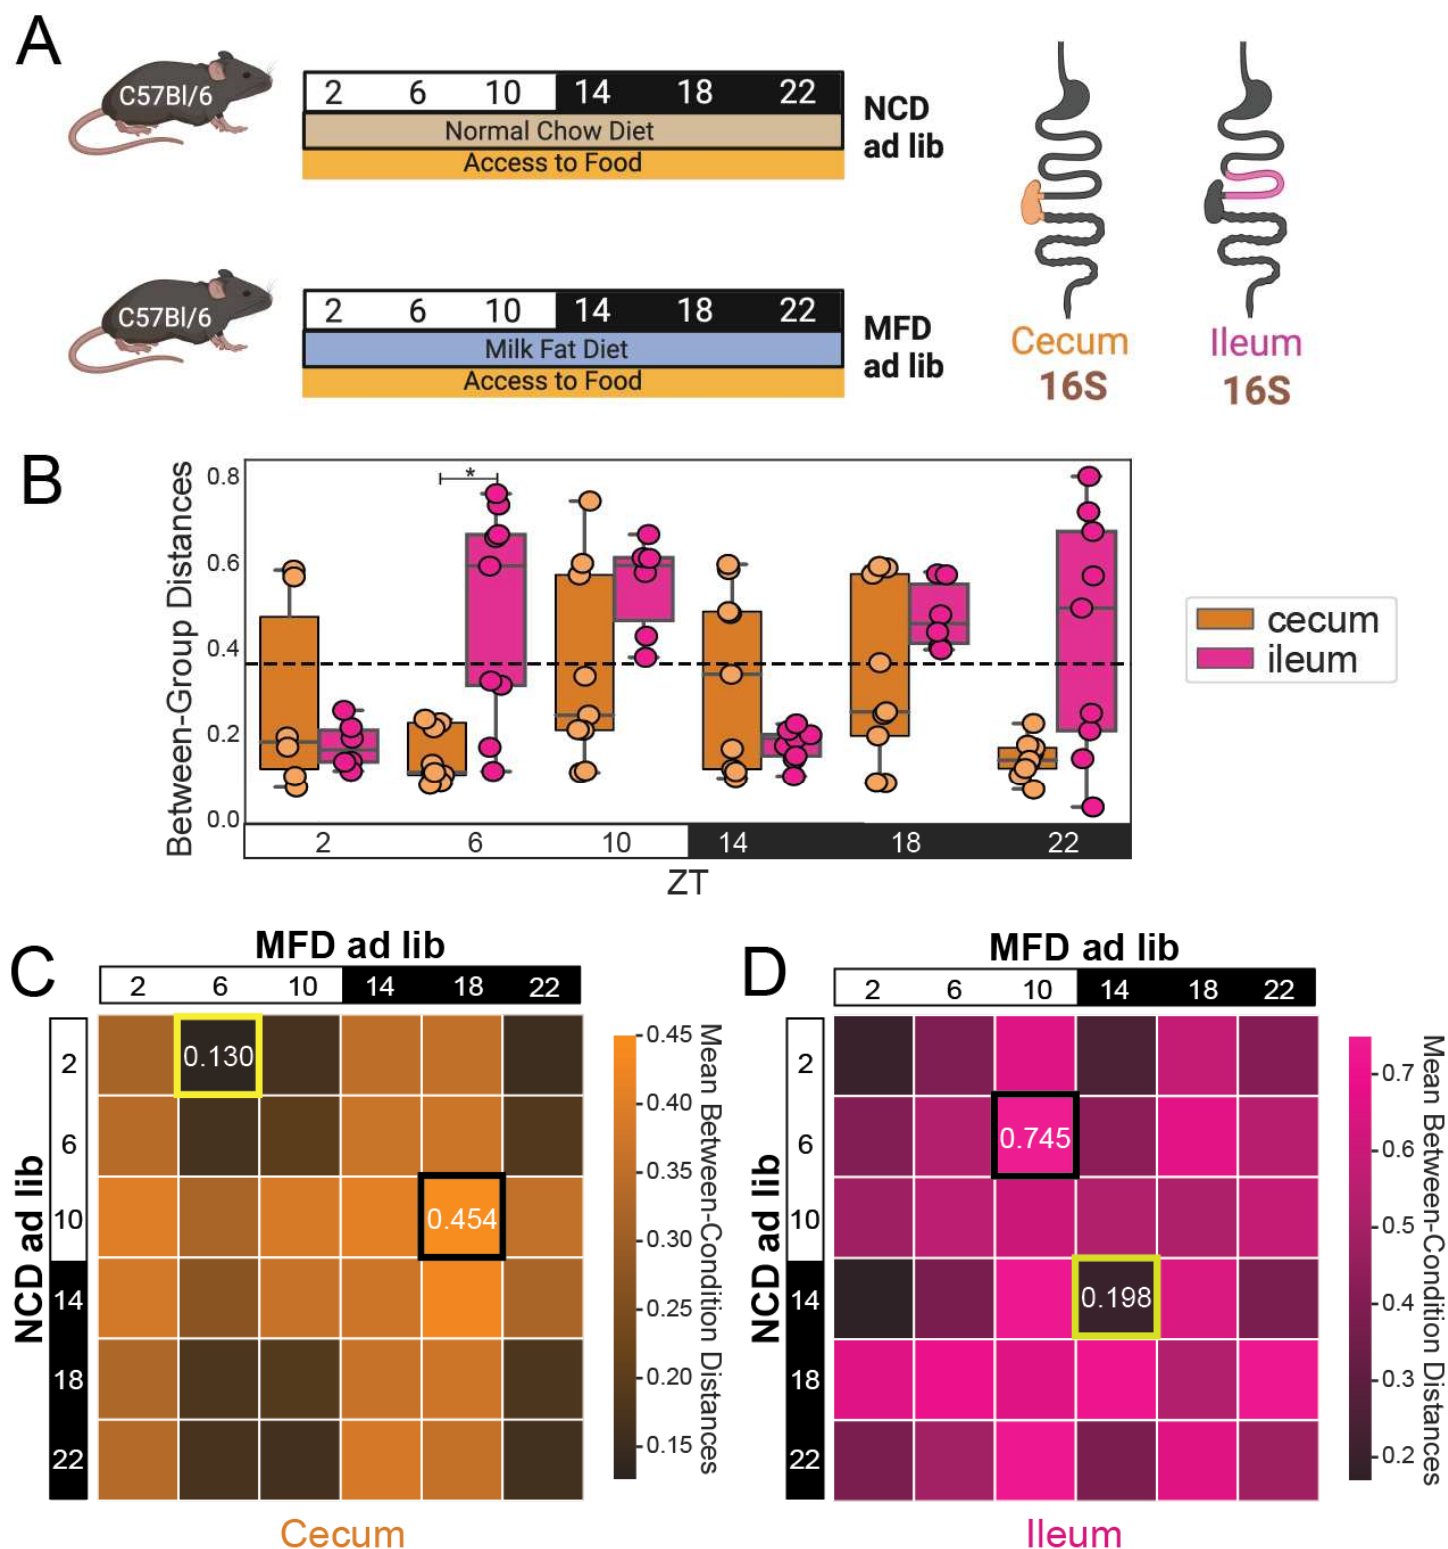 A
C57Bl/6
2 6 10 14 18 22
Normal Chow Diet
Access to Food
NCD
ad lib
C57Bl/6
2 6 10 14 18 22
Milk Fat Diet
Access to Food
MFD
ad lib
Cecum
16S
Ileum
16S
B
Between-Group Distances
0.8
0.6
0.4
0.2
0.0
*
2 6 10 14 18 22
ZT
cecum
ileum
C
MFD ad lib
2 6 10 14 18 22
NCD ad lib
2
6
10
14
18
22
0.130
0.454
0.45
0.40
0.35
0.30
0.25
0.20
0.15
Mean Between-Condition Distances
Cecum
D
MFD ad lib
2 6 10 14 18 22
NCD ad lib
2
6
10
14
18
22
0.745
0.198
0.7
0.6
0.5
0.4
0.3
0.2
Mean Between-Condition Distances
Ileum